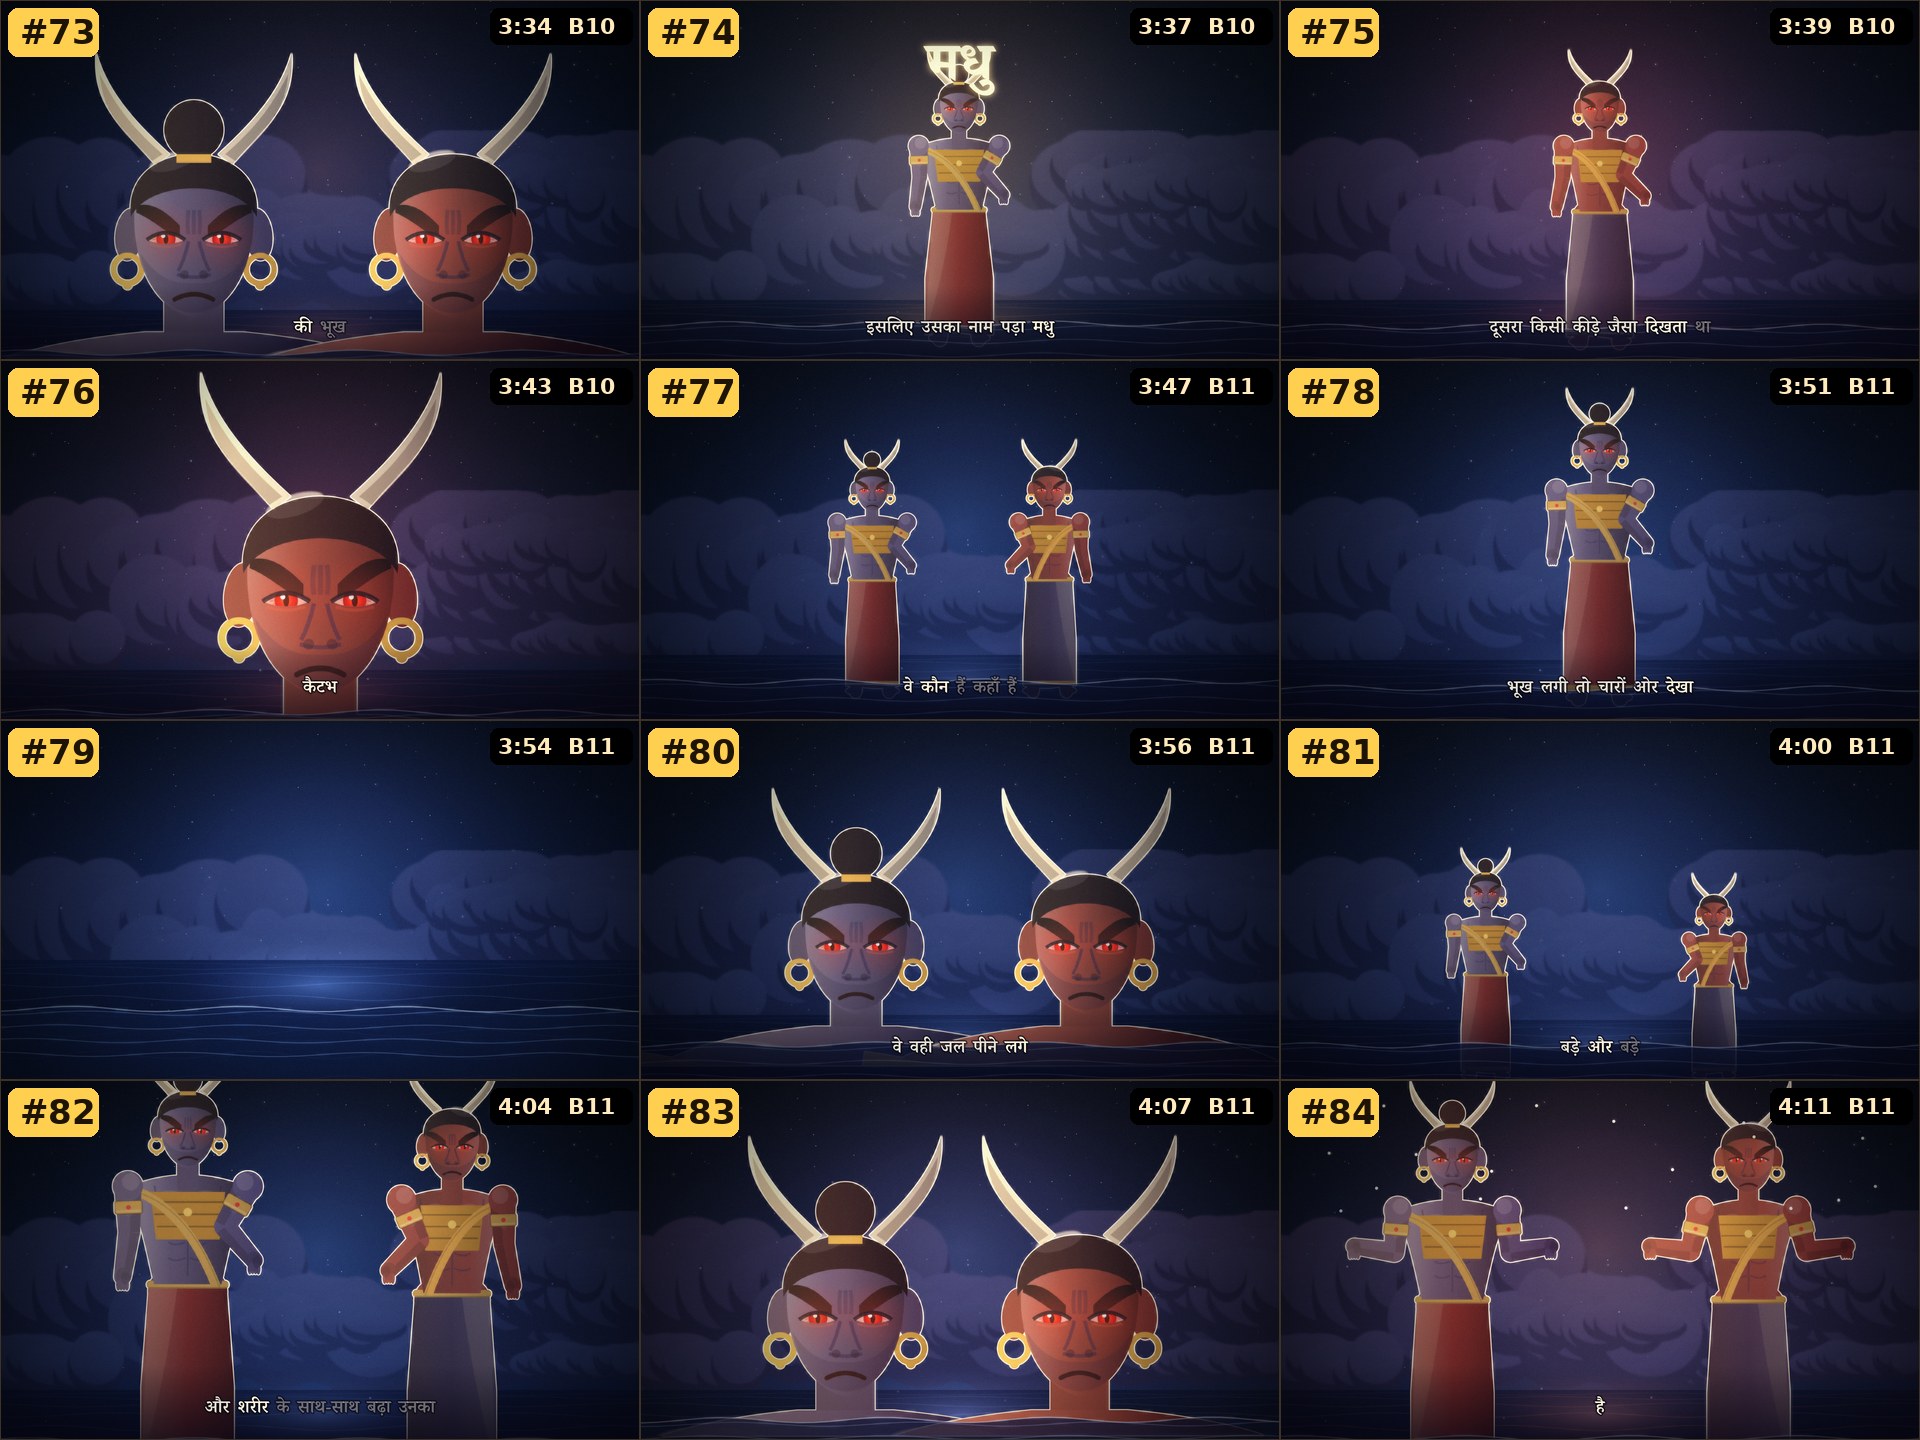 #73
3:34 B10
की भूख
#74
3:37 B10
मधु
इसलिए उसका नाम पड़ा मधु
#75
3:39 B10
दूसरा किसी कीड़े जैसा दिखता था
#76
3:43 B10
कैटभ
#77
3:47 B11
वे कौन हैं कहाँ हैं
#78
3:51 B11
भूख लगी तो चारों ओर देखा
#79
3:54 B11
#80
3:56 B11
वे वही जल पीने लगे
#81
4:00 B11
बड़े और बड़े
#82
4:04 B11
और शरीर के साथ-साथ बढ़ा उनका
#83
4:07 B11
#84
4:11 B11
है